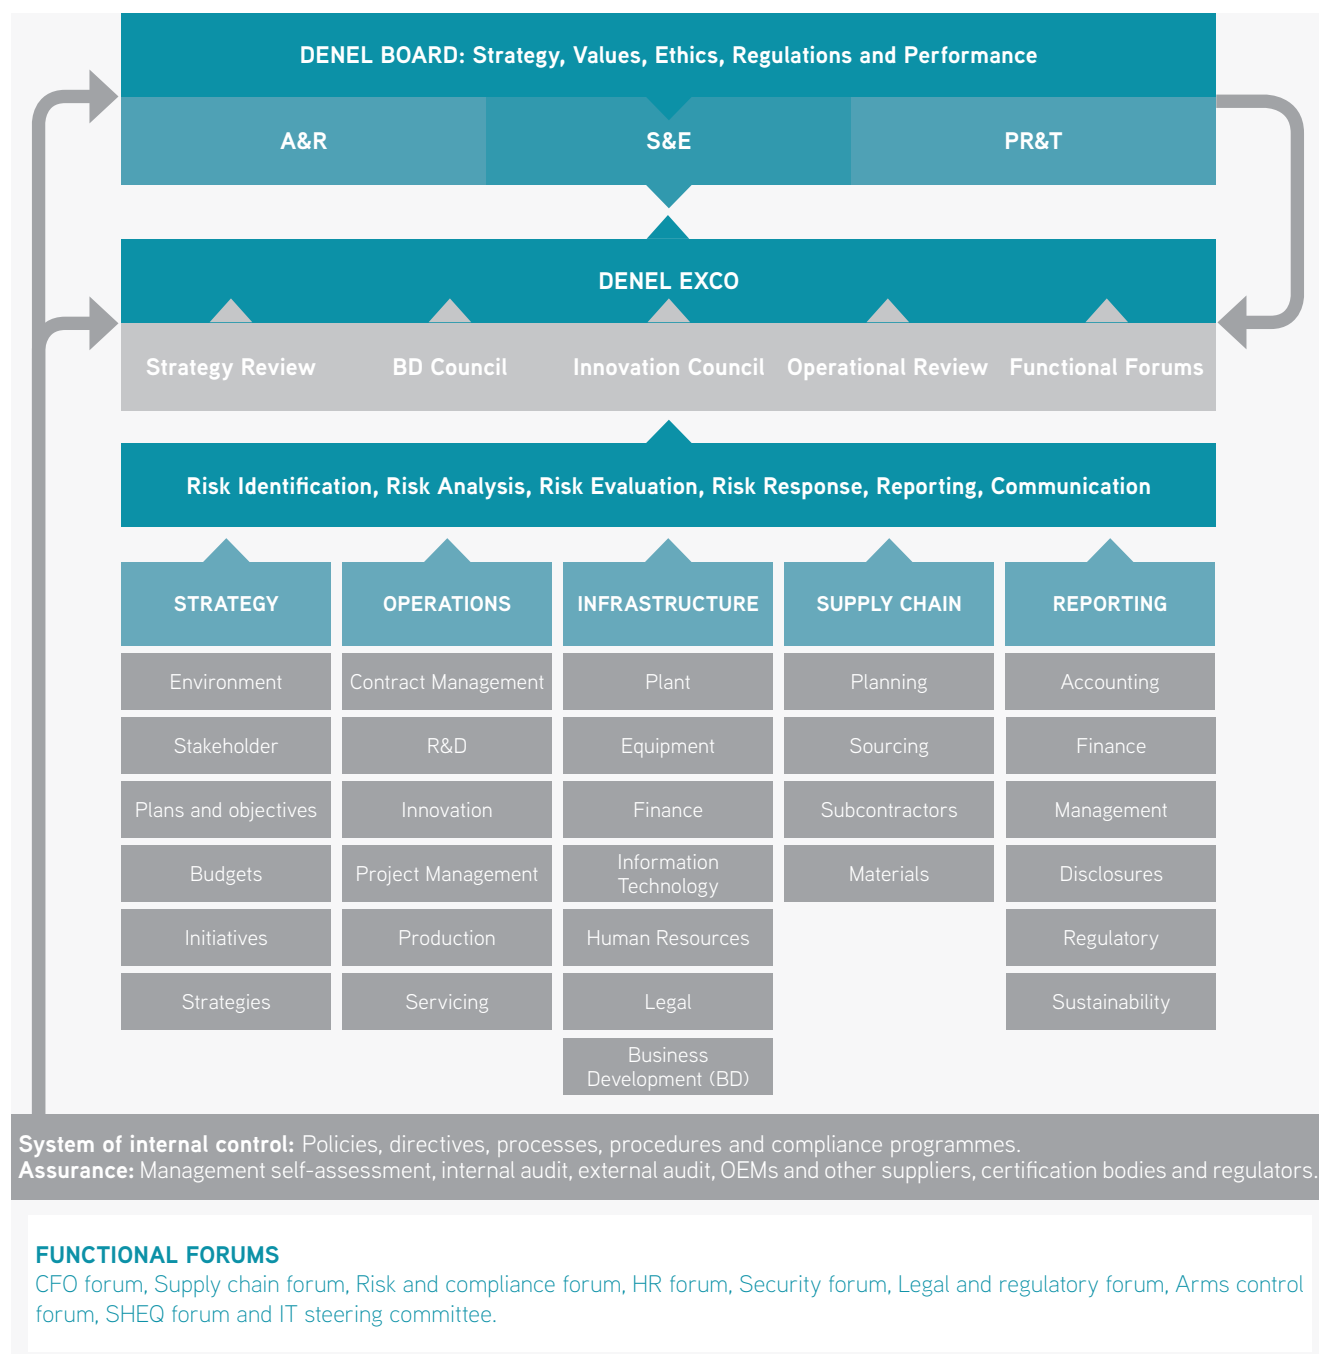 DENEL BOARD: Strategy, Values, Ethics, Regulations and Performance
A&R
S&E
PR&T
DENEL EXCO
Strategy Review
BD Council
Innovation Council
Operational Review
Functional Forums
Risk Identification, Risk Analysis, Risk Evaluation, Risk Response, Reporting, Communication
STRATEGY
Environment
Stakeholder
Plans and objectives
Budgets
Initiatives
Strategies
OPERATIONS
Contract Management
R&D
Innovation
Project Management
Production
Servicing
INFRASTRUCTURE
Plant
Equipment
Finance
Information
Technology
Human Resources
Legal
Business
Development (BD)
SUPPLY CHAIN
Planning
Sourcing
Subcontractors
Materials
REPORTING
Accounting
Finance
Management
Disclosures
Regulatory
Sustainability
System of internal control: Policies, directives, processes, procedures and compliance programmes.
Assurance: Management self-assessment, internal audit, external audit, OEMs and other suppliers, certification bodies and regulators.
FUNCTIONAL FORUMS
CFO forum, Supply chain forum, Risk and compliance forum, HR forum, Security forum, Legal and regulatory forum, Arms control
forum, SHEQ forum and IT steering committee.